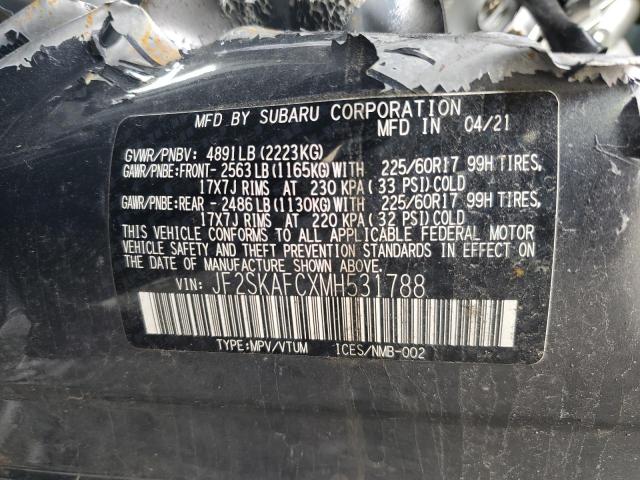 MFD BY SUBARU CORPORATION
MFD IN 04/21
GVWR/PNBV: 4891LB(2223KG)
GAWR/PNBE:FRONT- 2563LB(1165KG)WITH 225/60R17 99H TIRES,
17X7J RIMS AT 230 KPA(33 PSI)COLD
GAWR/PNBE:REAR -2486LB(1130KG)WITH 225/60R17 99H TIRES,
17X7J RIMS AT 220 KPA(32 PSI)COLD
THIS VEHICLE CONFORMS TO ALL APPLICABLE FEDERAL MOTOR
VEHICLE SAFETY AND THEFT PREVENTION STANDARDS IN EFFECT ON
THE DATE OF MANUFACTURE SHOWN ABOVE.
VIN: JF2SKAFCXMH531788
TYPE:MPV/VTUM ICES/NMB-002